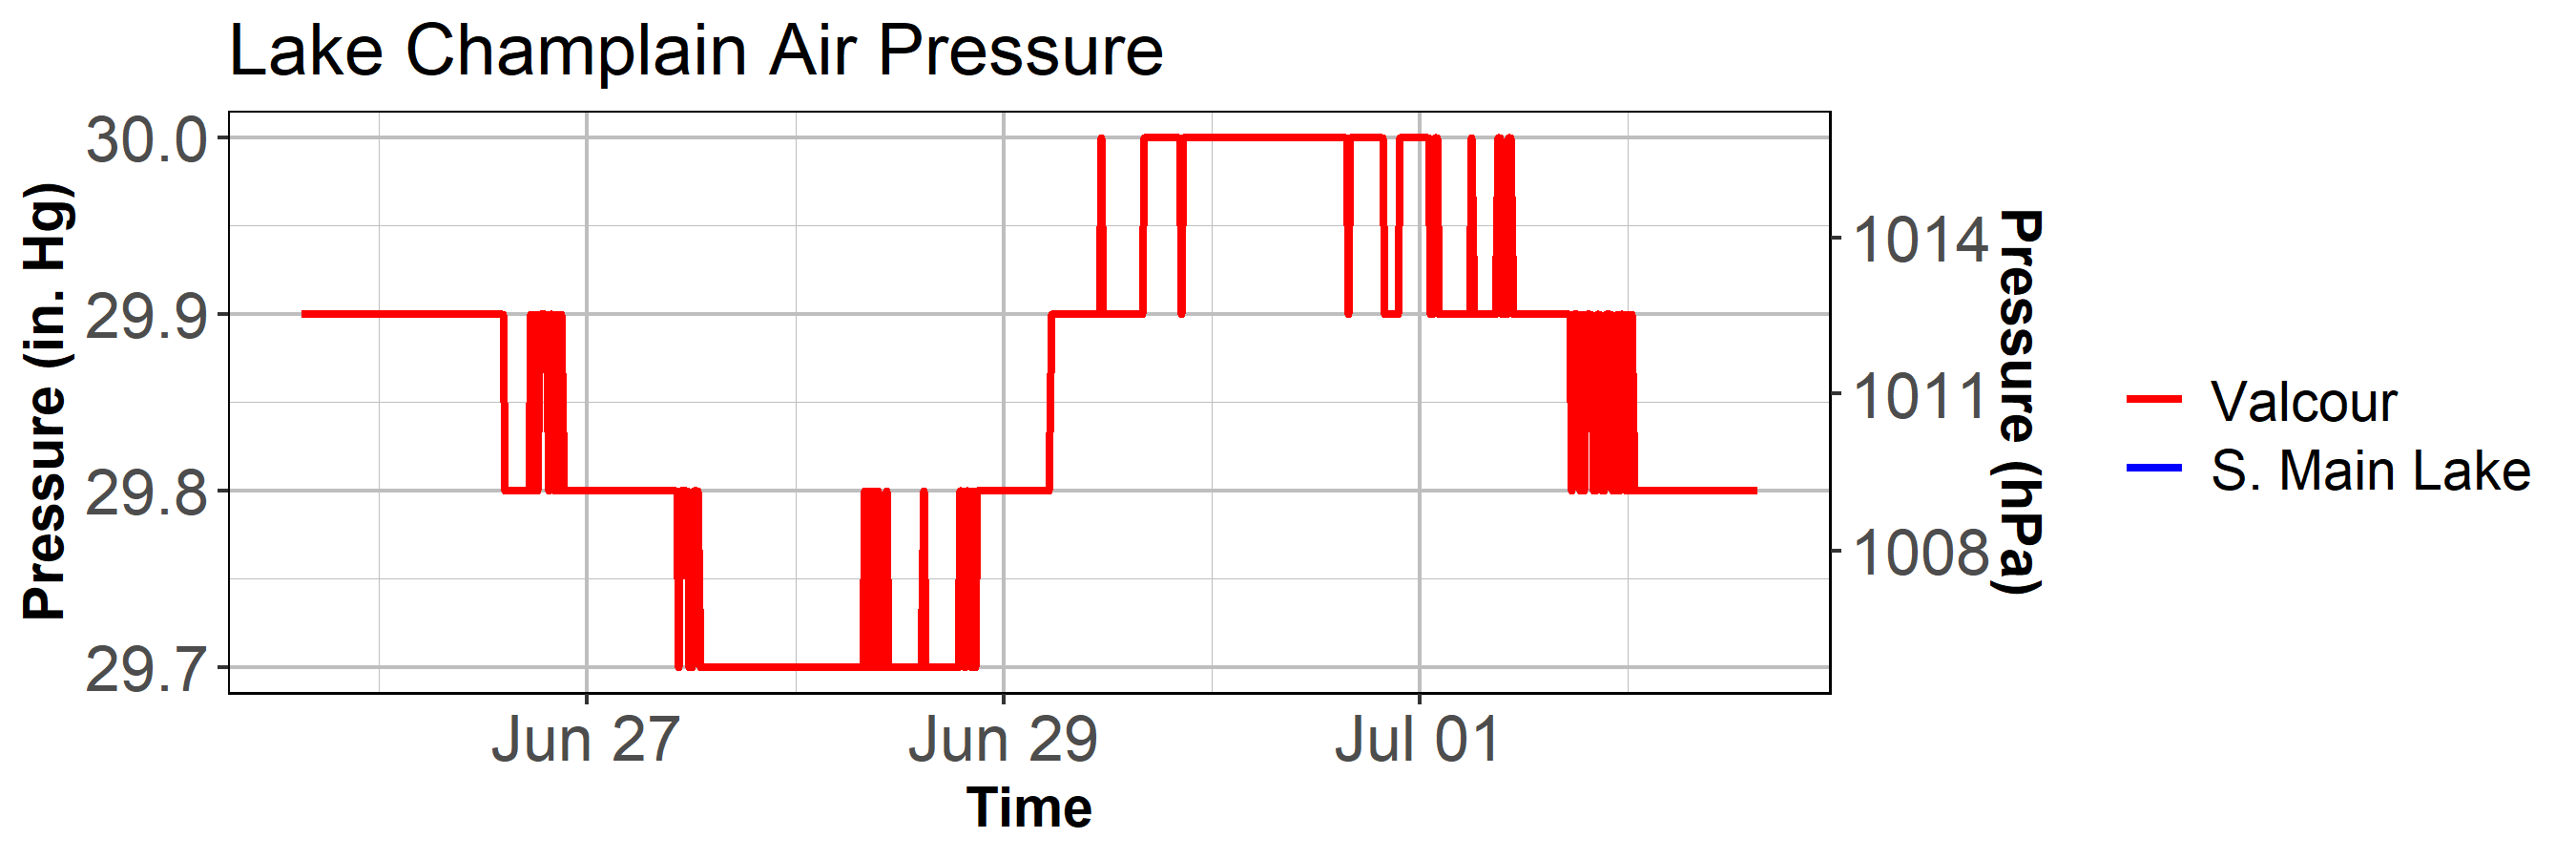 Lake Champlain Air Pressure
Pressure (in. Hg)
30.0
29.9
29.8
29.7
1014
1011
1008
Pressure (hPa)
Jun 27
Jun 29
Jul 01
Time
Valcour
S. Main Lake